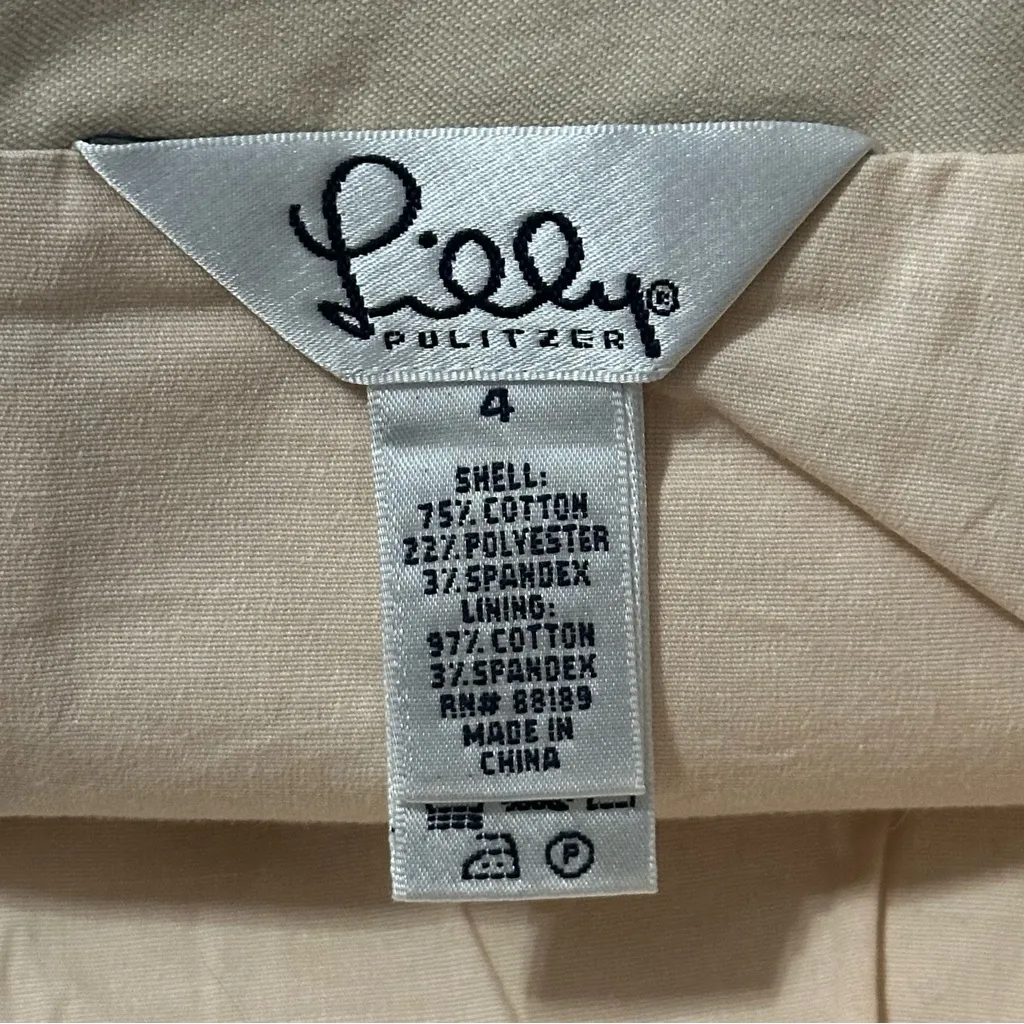 Lilly®
PULITZER
4
SHELL:
75% COTTON
22% POLYESTER
3% SPANDEX
LINING:
97% COTTON
3% SPANDEX
RN# 88189
MADE IN
CHINA
P